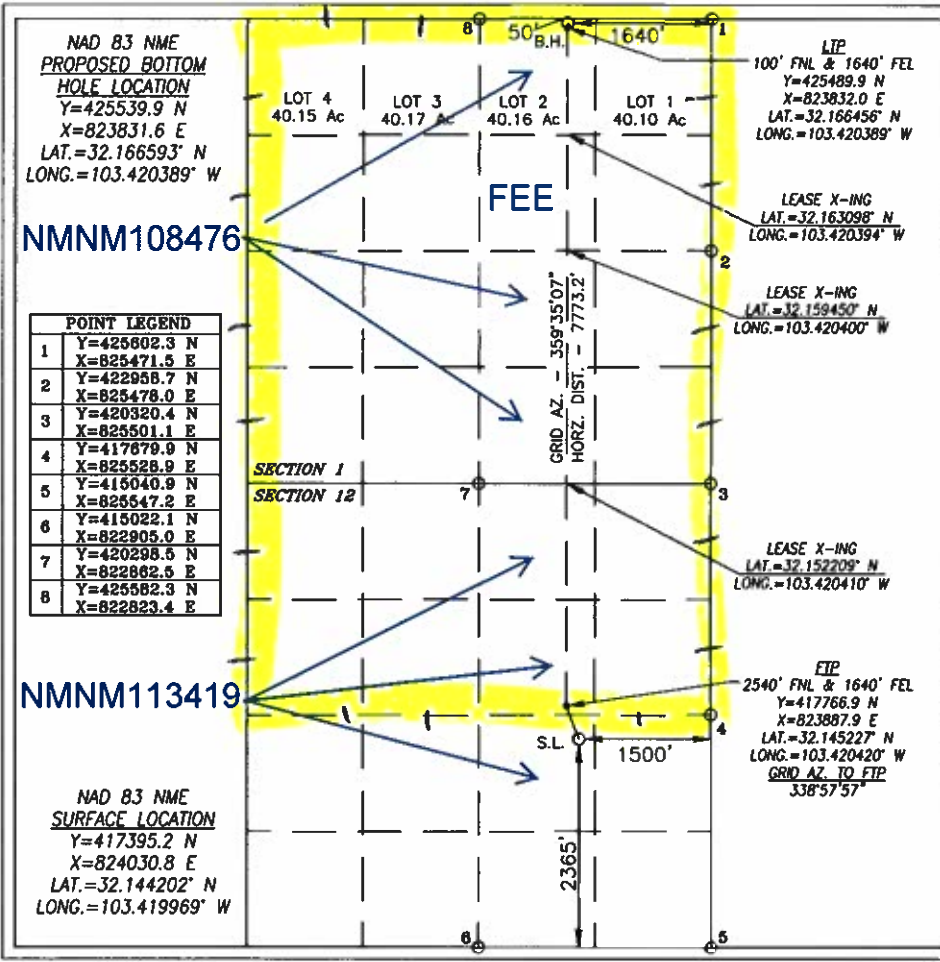 NAD 83 NME
PROPOSED BOTTOM
HOLE LOCATION
Y=425539.9 N
X=823831.6 E
LAT.=32.166593° N
LONG.=103.420389° W
NMNM108476
POINT LEGEND
1 Y=425602.3 N
X=825471.5 E
2 Y=422958.7 N
X=825478.0 E
3 Y=420320.4 N
X=825501.1 E
4 Y=417679.9 N
X=825528.9 E
5 Y=415040.9 N
X=825547.2 E
6 Y=415022.1 N
X=822905.0 E
7 Y=420298.5 N
X=822862.5 E
8 Y=425582.3 N
X=822823.4 E
NMNM113419
NAD 83 NME
SURFACE LOCATION
Y=417395.2 N
X=824030.8 E
LAT.=32.144202° N
LONG.=103.419969° W
8
50'
B.H.
1640'
1
LOT 4
40.15 Ac
LOT 3
40.17 Ac
LOT 2
40.16 Ac
LOT 1
40.10 Ac
FEE
2
GRID AZ. - 359°35'07"
HORZ. DIST. - 7773.2'
SECTION 1
SECTION 12
7
3
4
S.L.
1500'
2365'
6
5
LTP
100' FNL & 1640' FEL
Y=425489.9 N
X=823832.0 E
LAT.=32.166456° N
LONG.=103.420389° W
LEASE X-ING
LAT.=32.163098° N
LONG.=103.420394° W
LEASE X-ING
LAT.=32.159450° N
LONG.=103.420400° W
LEASE X-ING
LAT.=32.152209° N
LONG.=103.420410° W
FTP
2540' FNL & 1640' FEL
Y=417766.9 N
X=823887.9 E
LAT.=32.145227° N
LONG.=103.420420° W
GRID AZ. TO FTP
338°57'57"